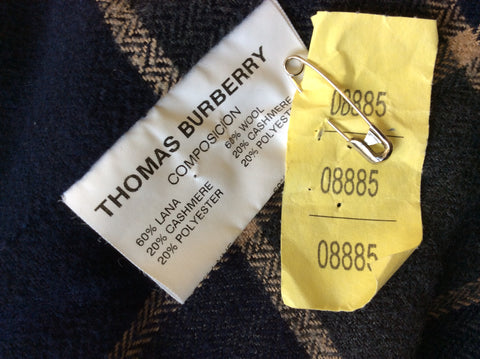 THOMAS BURBERRY
COMPOSICION
60% LANA
20% CASHMERE
20% POLYESTER
60% WOOL
20% CASHMERE
20% POLYESTER
08885
08885
08885